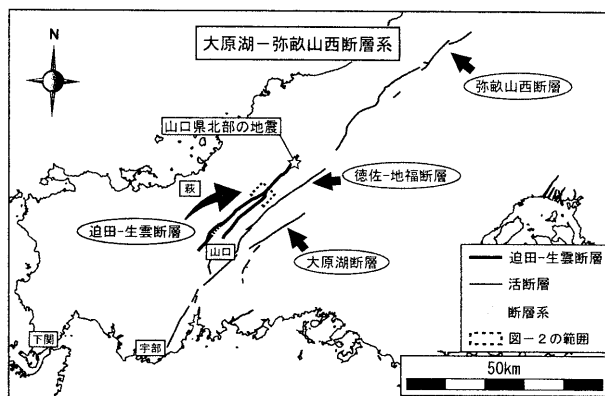 N
大原湖－弥畝山西断層系
弥畝山西断層
山口県北部の地震
萩
徳佐-地福断層
迫田-生雲断層
山口
大原湖断層
下関
宇部
迫田-生雲断層
活断層
断層系
図－2の範囲
50km